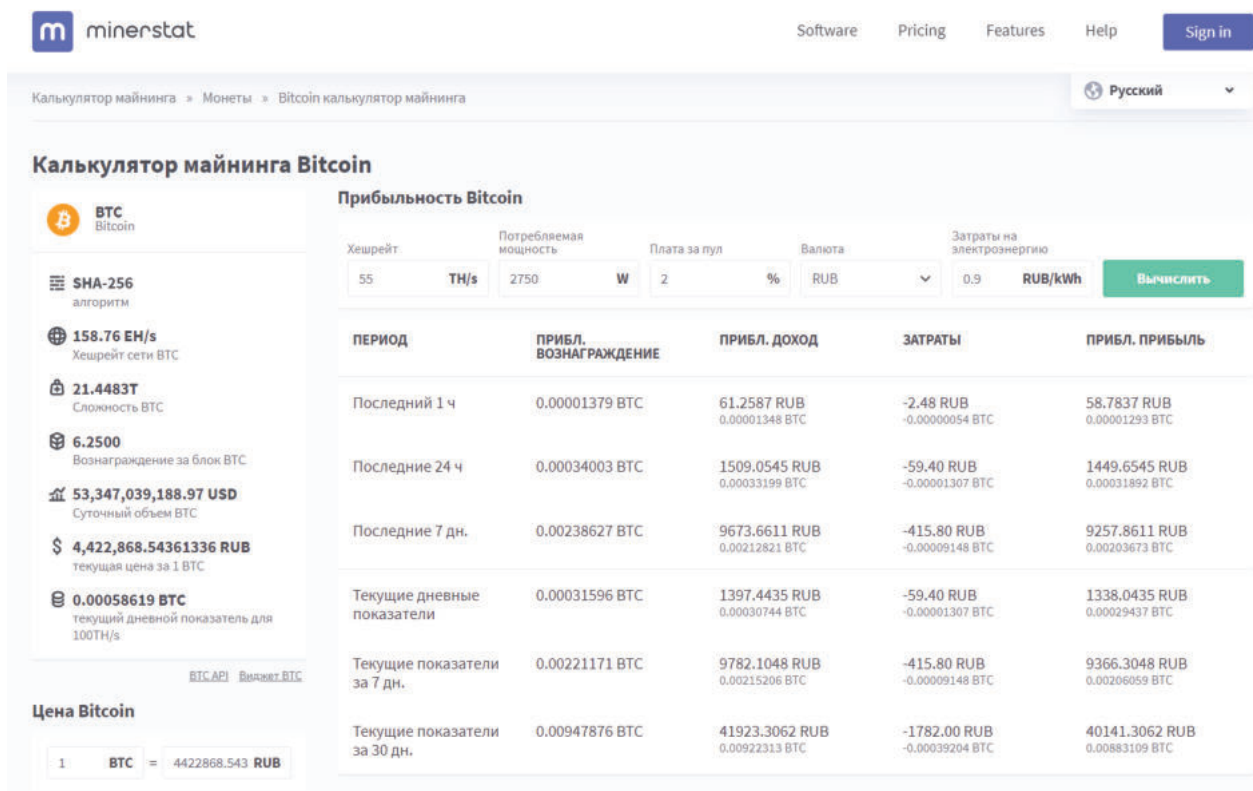 minerstat
Software Pricing Features Help Sign in
Калькулятор майнинга » Монеты » Bitcoin калькулятор майнинга
Русский
Калькулятор майнинга Bitcoin
BTC
Bitcoin
SHA-256
алгоритм
158.76 EH/s
Хешрейт сети BTC
21.4483T
Сложность BTC
6.2500
Вознаграждение за блок BTC
53,347,039,188.97 USD
Суточный объем BTC
4,422,868.54361336 RUB
текущая цена за 1 BTC
0.00058619 BTC
текущий дневной показатель для
100TH/s
BTC API Виджет BTC
Цена Bitcoin
1 BTC = 4422868.543 RUB
Прибыльность Bitcoin
Хешрейт
Потребляемая
мощность
Плата за пул
Валюта
Затраты на
электроэнергию
55 TH/s 2750 W 2 % RUB 0.9 RUB/kWh Вычислить
ПЕРИОД ПРИБЛ. ВОЗНАГРАЖДЕНИЕ ПРИБЛ. ДОХОД ЗАТРАТЫ ПРИБЛ. ПРИБЫЛЬ
Последний 1 ч 0.00001379 BTC 61.2587 RUB -2.48 RUB 58.7837 RUB
0.00001348 BTC -0.00000054 BTC 0.00001293 BTC
Последние 24 ч 0.00034003 BTC 1509.0545 RUB -59.40 RUB 1449.6545 RUB
0.00033199 BTC -0.00001307 BTC 0.00031892 BTC
Последние 7 дн. 0.00238627 BTC 9673.6611 RUB -415.80 RUB 9257.8611 RUB
0.00212821 BTC -0.00009148 BTC 0.00203673 BTC
Текущие дневные 0.00031596 BTC 1397.4435 RUB -59.40 RUB 1338.0435 RUB
показатели 0.00030744 BTC -0.00001307 BTC 0.00029437 BTC
Текущие показатели 0.00221171 BTC 9782.1048 RUB -415.80 RUB 9366.3048 RUB
за 7 дн. 0.00215206 BTC -0.00009148 BTC 0.00206059 BTC
Текущие показатели 0.00947876 BTC 41923.3062 RUB -1782.00 RUB 40141.3062 RUB
за 30 дн. 0.00922313 BTC -0.00039204 BTC 0.00883109 BTC